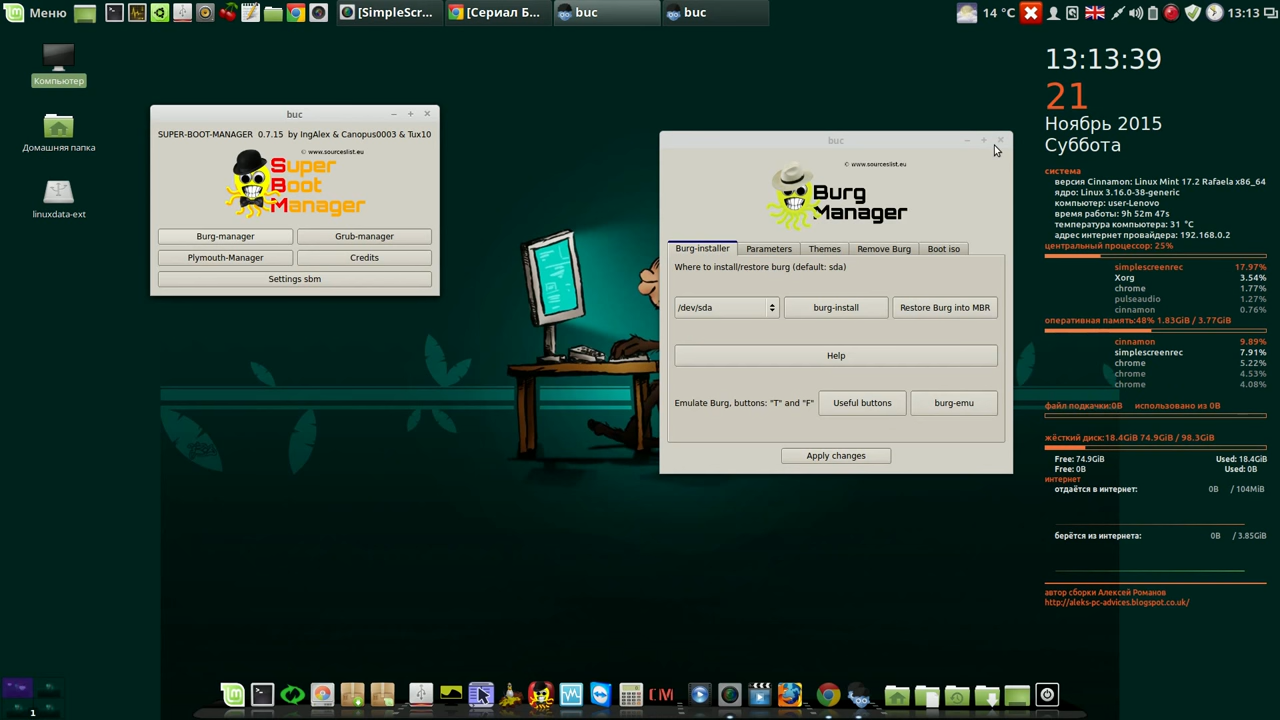 Меню
[SimpleScr...
[Сериал Б...
buc
buc
14 °C
13:13
Компьютер
Домашняя папка
linuxdata-ext
buc
SUPER-BOOT-MANAGER 0.7.15 by IngAlex & Canopus0003 & Tux10
© www.sourceslist.eu
Super
Boot
Manager
Burg-manager
Grub-manager
Plymouth-Manager
Credits
Settings sbm
buc
© www.sourceslist.eu
Burg
Manager
Burg-installer
Parameters
Themes
Remove Burg
Boot iso
Where to install/restore burg (default: sda)
/dev/sda
burg-install
Restore Burg into MBR
Help
Emulate Burg, buttons: "T" and "F"
Useful buttons
burg-emu
Apply changes
13:13:39
21
Ноябрь 2015
Суббота
система
версия Cinnamon: Linux Mint 17.2 Rafaela x86_64
ядро: Linux 3.16.0-38-generic
компьютер: user-Lenovo
время работы: 9h 52m 47s
температура компьютера: 31 °C
адрес интернет провайдера: 192.168.0.2
центральный процессор: 25%
simplescreenrec 17.97%
Xorg 3.54%
chrome 1.77%
pulseaudio 1.27%
cinnamon 0.76%
оперативная память:48% 1.83GiB / 3.77GiB
cinnamon 9.89%
simplescreenrec 7.91%
chrome 5.22%
chrome 4.53%
chrome 4.08%
файл подкачки:0B использовано из 0B
жёсткий диск:18.4GiB 74.9GiB / 98.3GiB
Free: 74.9GiB Used: 18.4GiB
Free: 0B Used: 0B
интернет
отдаётся в интернет: 0B / 104MiB
берётся из интернета: 0B / 3.85GiB
автор сборки Алексей Романов
http://aleks-pc-advices.blogspot.co.uk/
CM
1